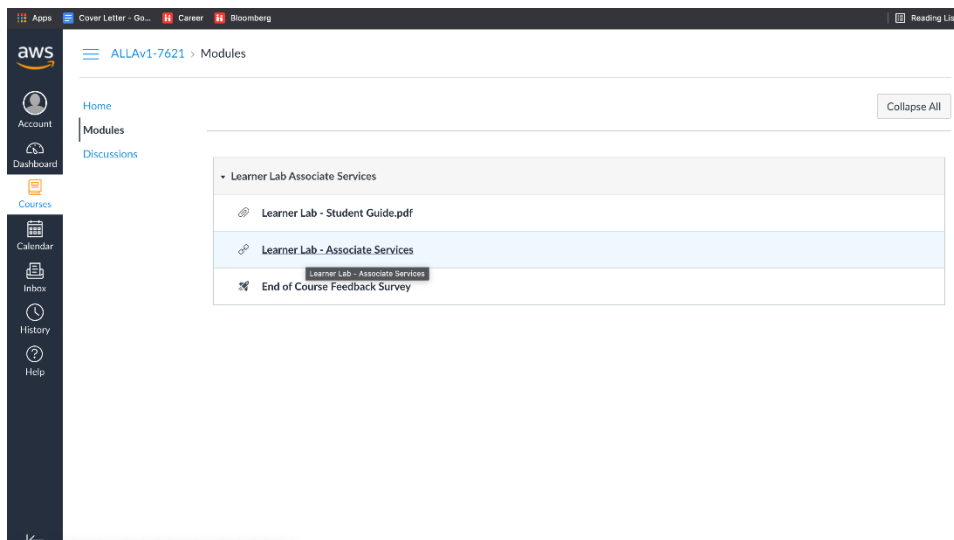 Apps Cover Letter - Go... Career Bloomberg Reading Lis
aws
ALLAv1-7621 > Modules
Account
Dashboard
Courses
Calendar
Inbox
History
Help
Home
Modules
Discussions
Collapse All
Learner Lab Associate Services
Learner Lab - Student Guide.pdf
Learner Lab - Associate Services
Learner Lab - Associate Services
End of Course Feedback Survey